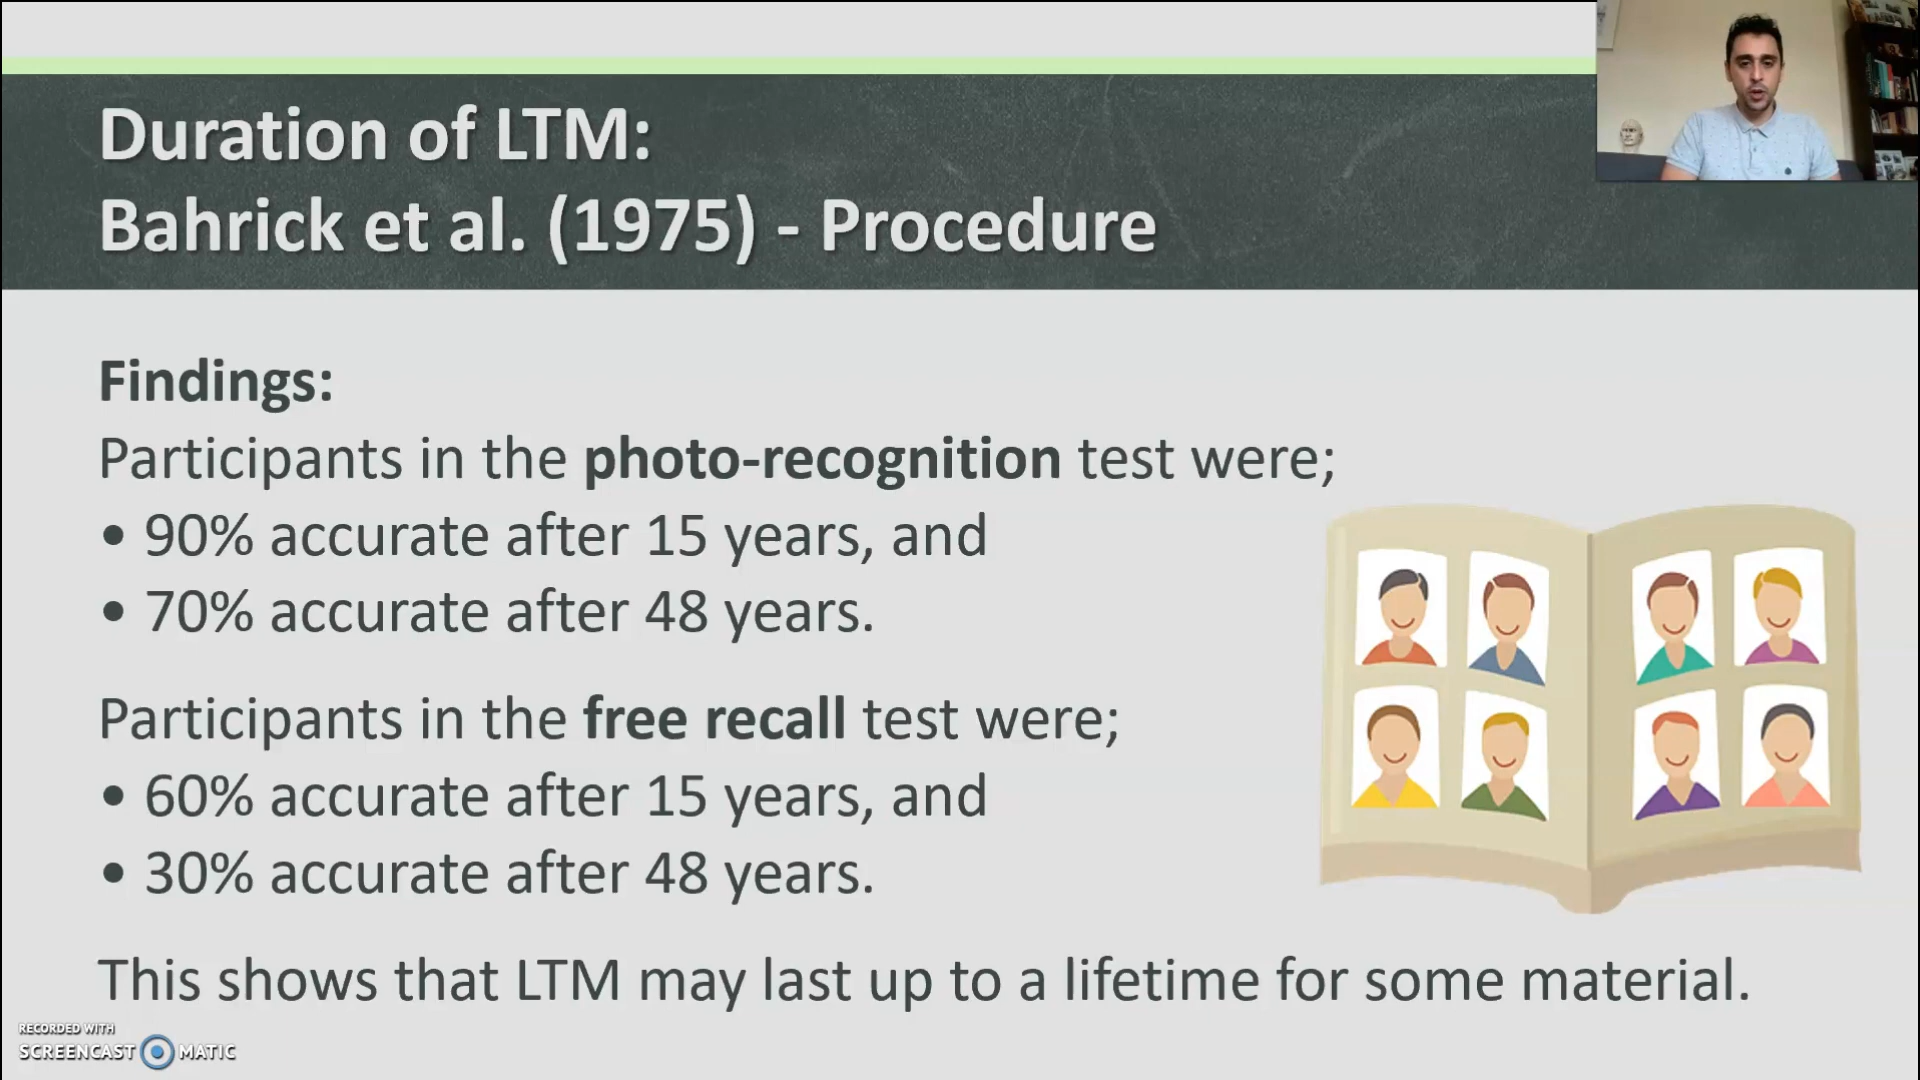 Duration of LTM:
Bahrick et al. (1975) - Procedure
Findings:
Participants in the photo-recognition test were;
• 90% accurate after 15 years, and
• 70% accurate after 48 years.
Participants in the free recall test were;
• 60% accurate after 15 years, and
• 30% accurate after 48 years.
This shows that LTM may last up to a lifetime for some material.
RECORDED WITH
SCREENCAST MATIC